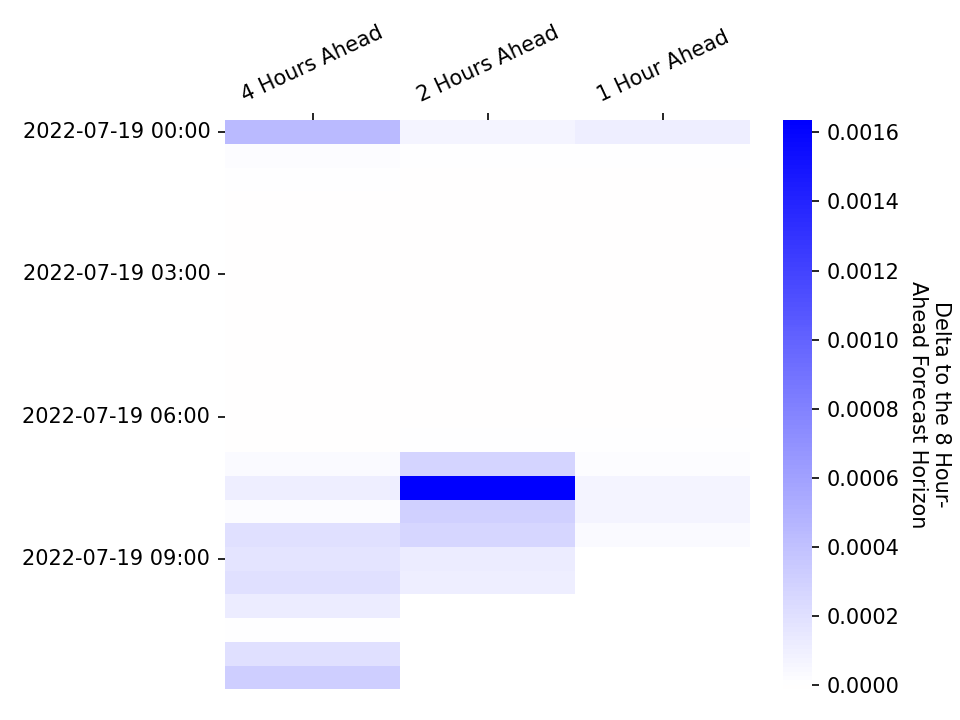 4 Hours Ahead
2 Hours Ahead
1 Hour Ahead
2022-07-19 00:00
2022-07-19 03:00
2022-07-19 06:00
2022-07-19 09:00
0.0016
0.0014
0.0012
0.0010
0.0008
0.0006
0.0004
0.0002
0.0000
Delta to the 8 Hour-
Ahead Forecast Horizon